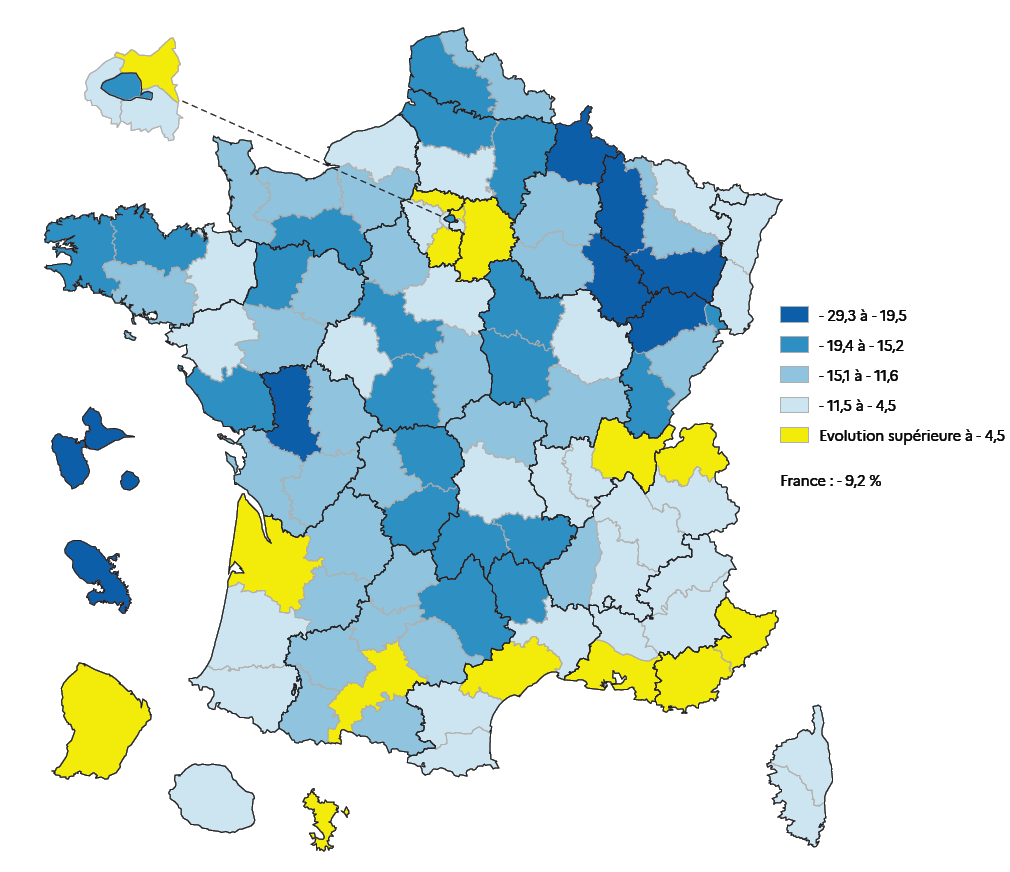 - 29,3 à - 19,5
- 19,4 à - 15,2
- 15,1 à - 11,6
- 11,5 à - 4,5
Evolution supérieure à - 4,5
France : - 9,2 %